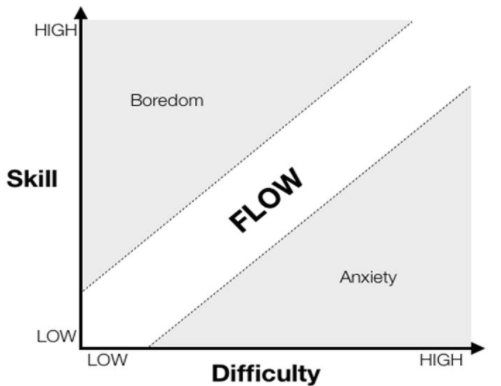 HIGH
Boredom
Skill
FLOW
Anxiety
LOW
LOW
HIGH
Difficulty